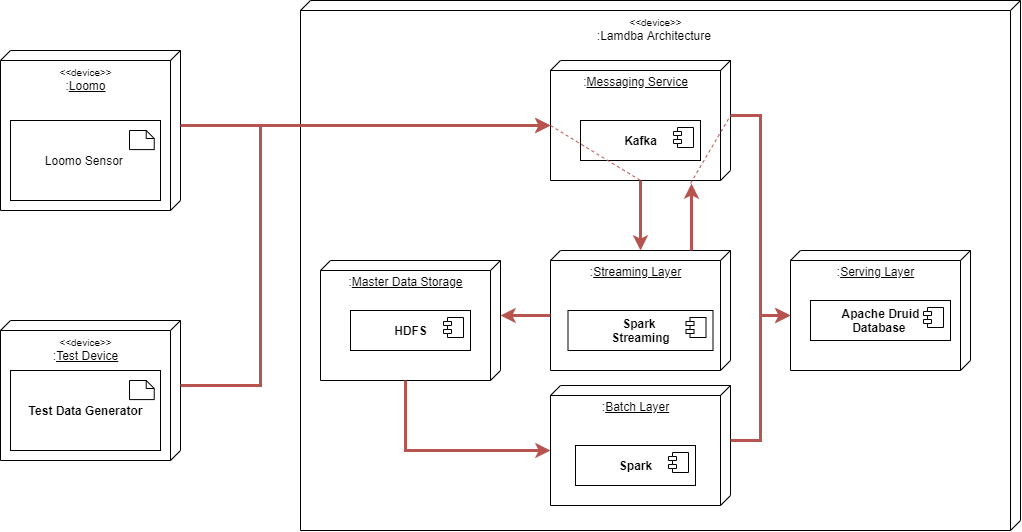 <<device>>
:Lamdba Architecture
<<device>>
:Loomo
Loomo Sensor
:Messaging Service
Kafka
:Master Data Storage
HDFS
:Streaming Layer
Spark
Streaming
:Serving Layer
Apache Druid
Database
<<device>>
:Test Device
Test Data Generator
:Batch Layer
Spark